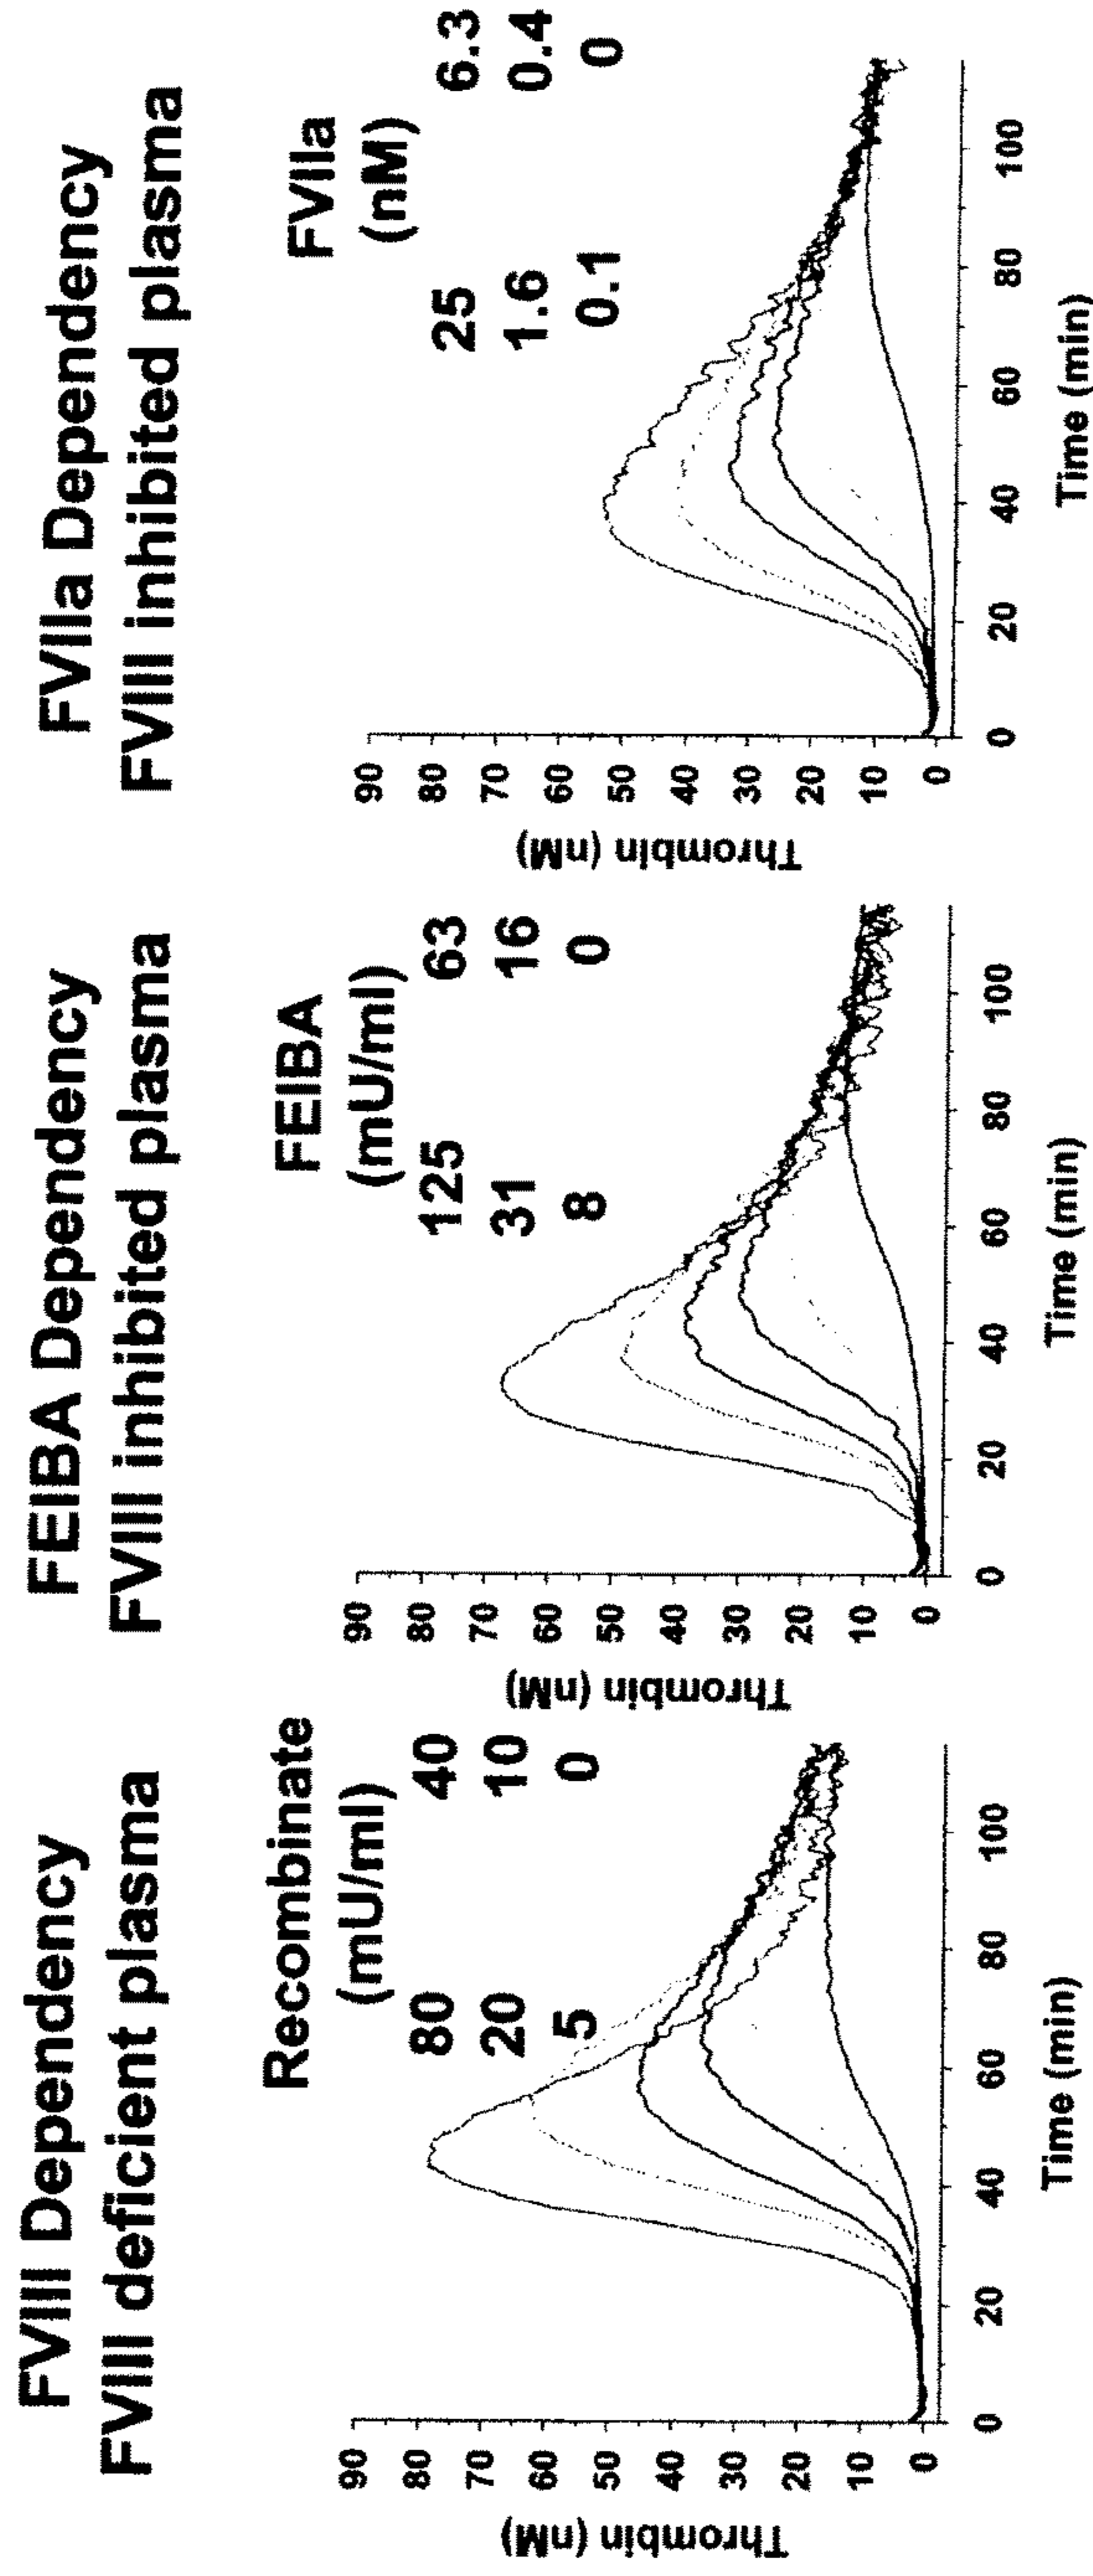 FVIII Dependency
FVIII deficient plasma
Recombinate
(mU/ml)
80 40
20 10
5 0
Thrombin (nM)
90
80
70
60
50
40
30
20
10
0
0 20 40 60 80 100
Time (min)
FEIBA Dependency
FVIII inhibited plasma
FEIBA
(mU/ml)
125 63
31 16
8 0
Thrombin (nM)
90
80
70
60
50
40
30
20
10
0
0 20 40 60 80 100
Time (min)
FVIIa Dependency
FVIII inhibited plasma
FVIIa
(nM)
25 6.3
1.6 0.4
0.1 0
Thrombin (nM)
90
80
70
60
50
40
30
20
10
0
0 20 40 60 80 100
Time (min)